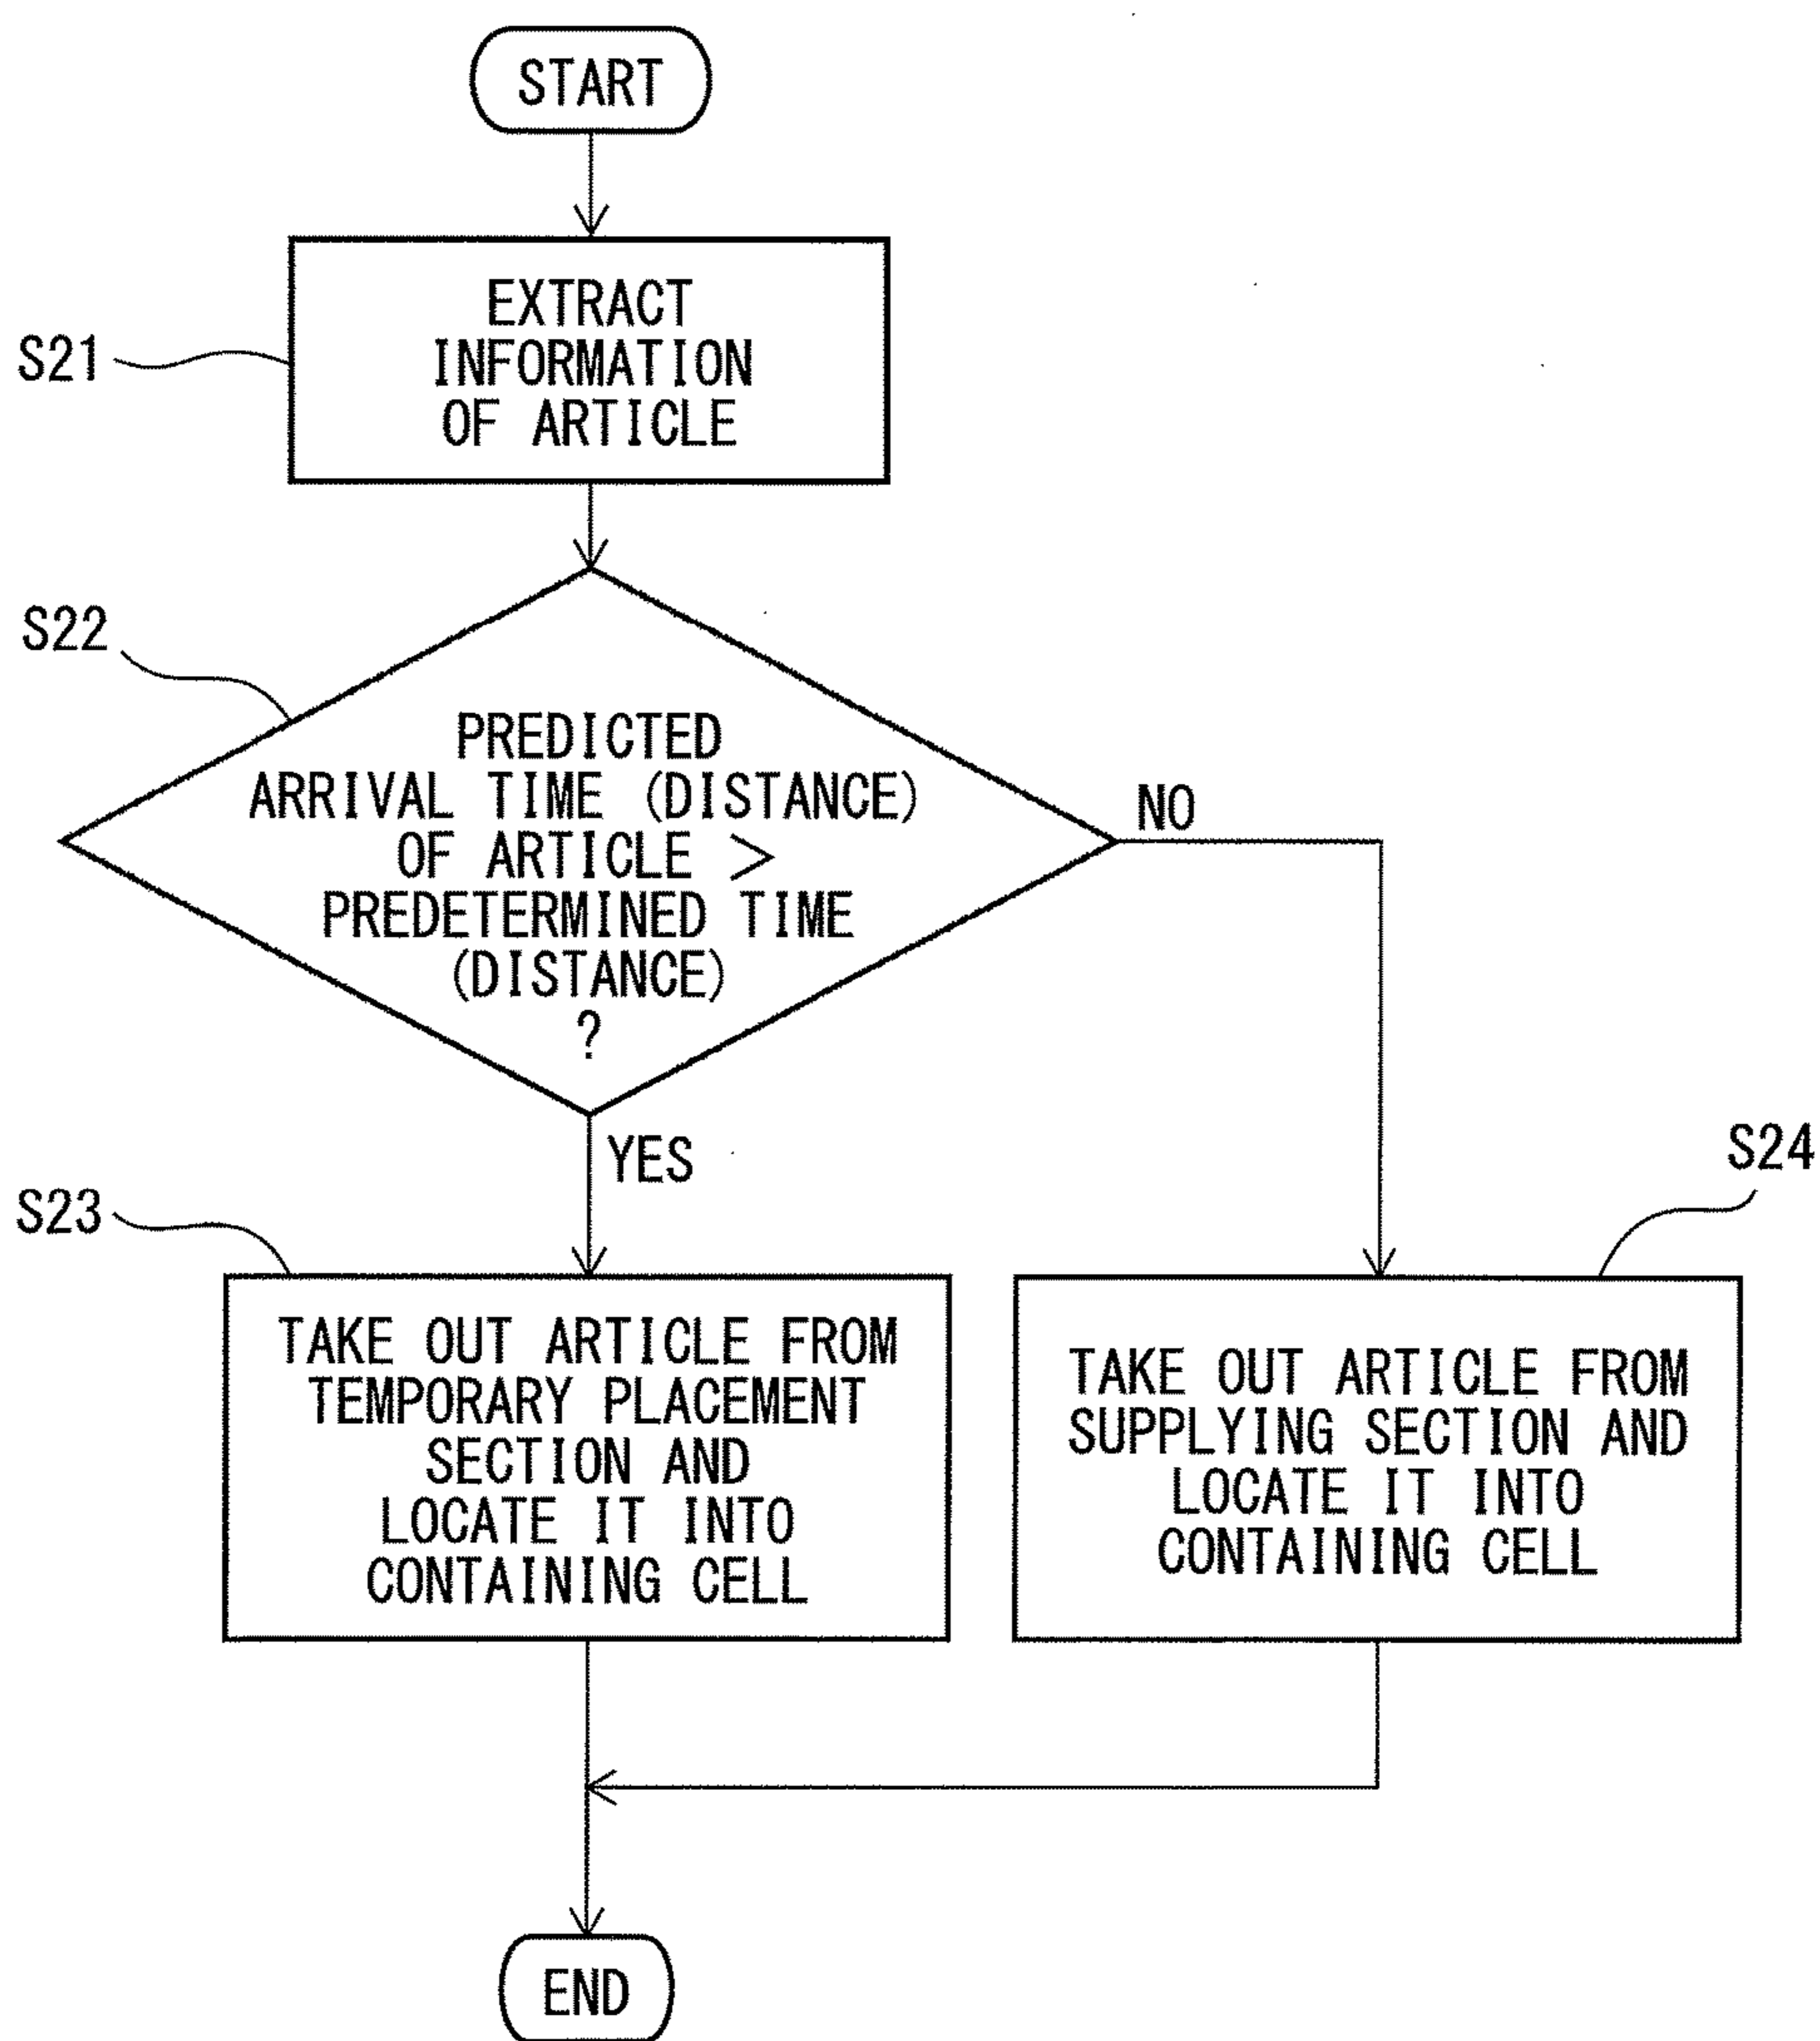 START
S21
EXTRACT
INFORMATION
OF ARTICLE
S22
PREDICTED
ARRIVAL TIME (DISTANCE)
OF ARTICLE >
PREDETERMINED TIME
(DISTANCE)
?
NO
YES
S23
TAKE OUT ARTICLE FROM
TEMPORARY PLACEMENT
SECTION AND
LOCATE IT INTO
CONTAINING CELL
S24
TAKE OUT ARTICLE FROM
SUPPLYING SECTION AND
LOCATE IT INTO
CONTAINING CELL
END